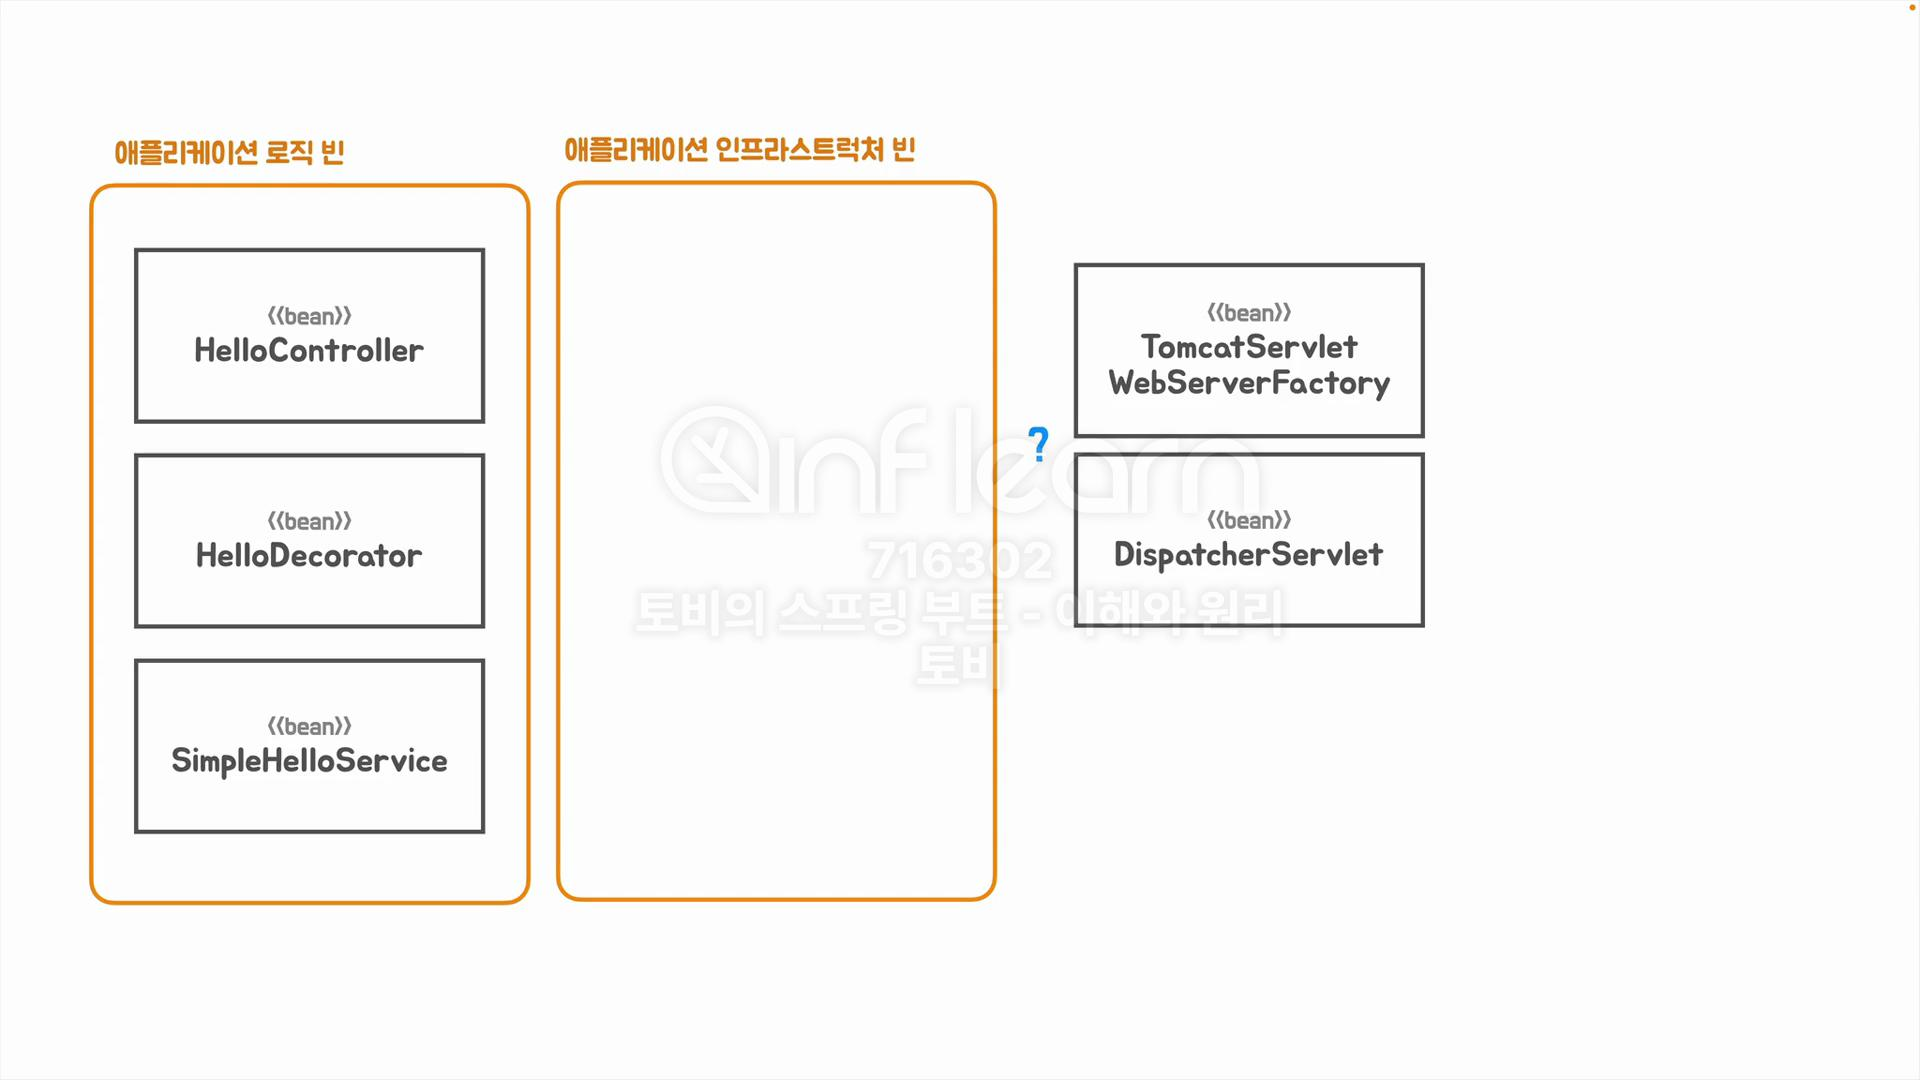 애플리케이션 로직 빈
애플리케이션 인프라스트럭처 빈
《bean》
HelloController
《bean》
HelloDecorator
《bean》
SimpleHelloService
?
《bean》
TomcatServlet
WebServerFactory
《bean》
DispatcherServlet
inflearn
716302
토비의 스프링 부트 - 이해와 원리
토비